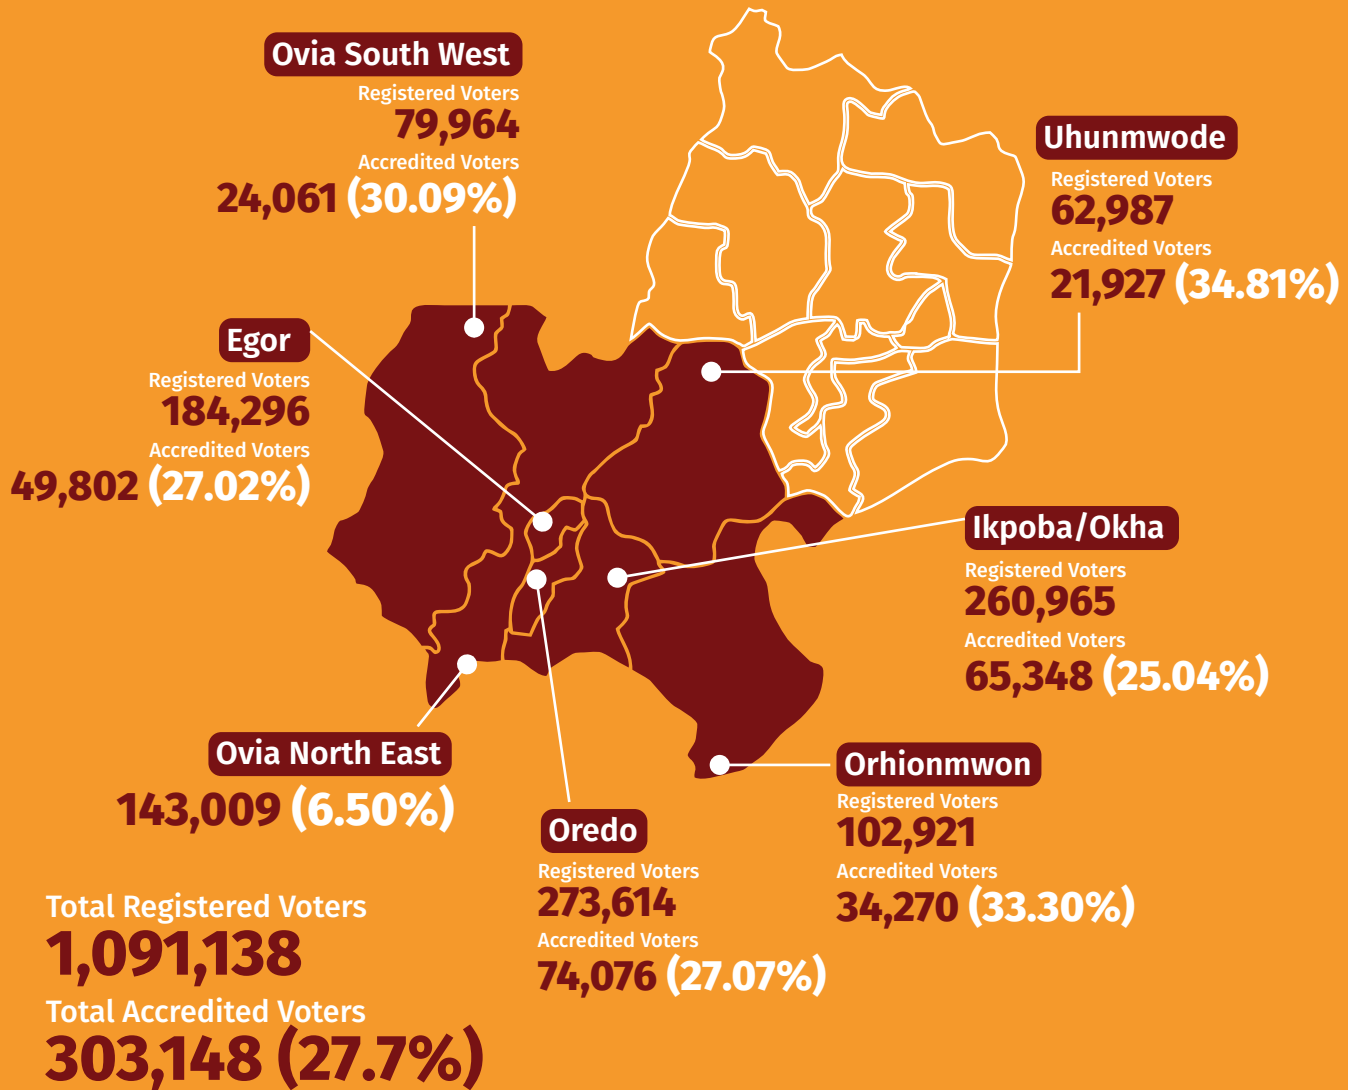 Ovia South West
Registered Voters
79,964
Accredited Voters
24,061 (30.09%)
Uhunmwode
Registered Voters
62,987
Accredited Voters
21,927 (34.81%)
Egor
Registered Voters
184,296
Accredited Voters
49,802 (27.02%)
Ikpoba/Okha
Registered Voters
260,965
Accredited Voters
65,348 (25.04%)
Ovia North East
143,009 (6.50%)
Orhionmwon
Registered Voters
102,921
Accredited Voters
34,270 (33.30%)
Oredo
Registered Voters
273,614
Accredited Voters
74,076 (27.07%)
Total Registered Voters
1,091,138
Total Accredited Voters
303,148 (27.7%)